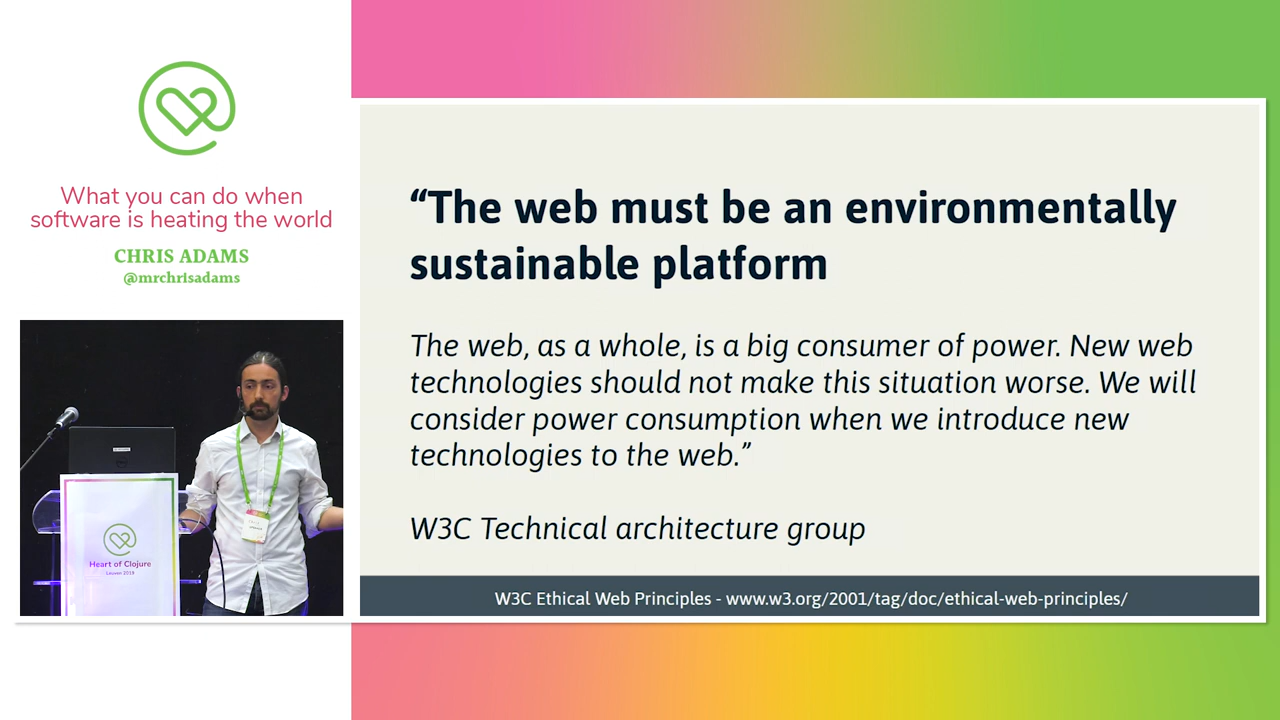 What you can do when
software is heating the world
CHRIS ADAMS
@mrchrisadams
Heart of Clojure
Leuven 2019
“The web must be an environmentally
sustainable platform
The web, as a whole, is a big consumer of power. New web
technologies should not make this situation worse. We will
consider power consumption when we introduce new
technologies to the web.”
W3C Technical architecture group
W3C Ethical Web Principles - www.w3.org/2001/tag/doc/ethical-web-principles/